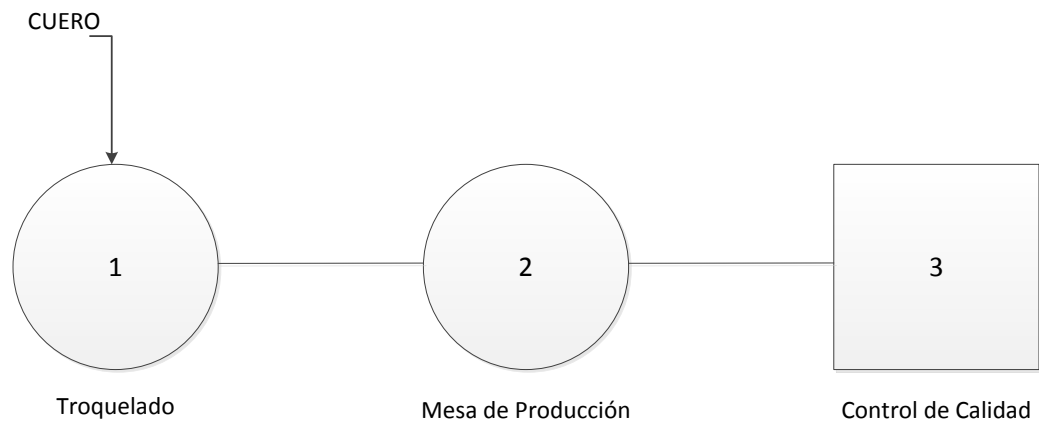 CUERO
1
2
3
Troquelado
Mesa de Producción
Control de Calidad